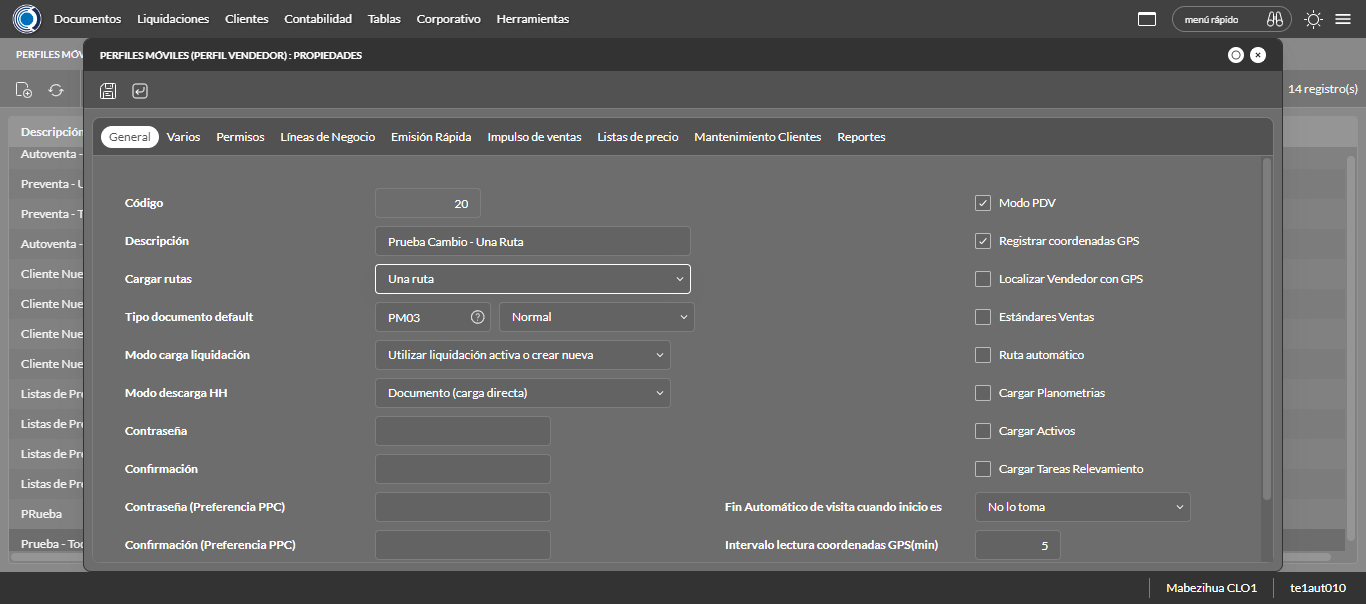 Documentos Liquidaciones Clientes Contabilidad Tablas Corporativo Herramientas menú rápido
PERFILES MÓV
PERFILES MÓVILES (PERFIL VENDEDOR) : PROPIEDADES
14 registro(s)
General Varios Permisos Líneas de Negocio Emisión Rápida Impulso de ventas Listas de precio Mantenimiento Clientes Reportes
Descripción
Autoventa -
Preventa - U
Preventa - T
Autoventa -
Cliente Nue
Cliente Nue
Cliente Nue
Cliente Nue
Listas de Pre
Listas de Pre
Listas de Pre
Listas de Pre
PRueba
Prueba - Too
Código 20
Descripción Prueba Cambio - Una Ruta
Cargar rutas Una ruta
Tipo documento default PM03 Normal
Modo carga liquidación Utilizar liquidación activa o crear nueva
Modo descarga HH Documento (carga directa)
Contraseña
Confirmación
Contraseña (Preferencia PPC)
Confirmación (Preferencia PPC)
Modo PDV
Registrar coordenadas GPS
Localizar Vendedor con GPS
Estándares Ventas
Ruta automático
Cargar Planometrias
Cargar Activos
Cargar Tareas Relevamiento
Fin Automático de visita cuando inicio es No lo toma
Intervalo lectura coordenadas GPS(min) 5
Mabezihua CLO1 te1aut010